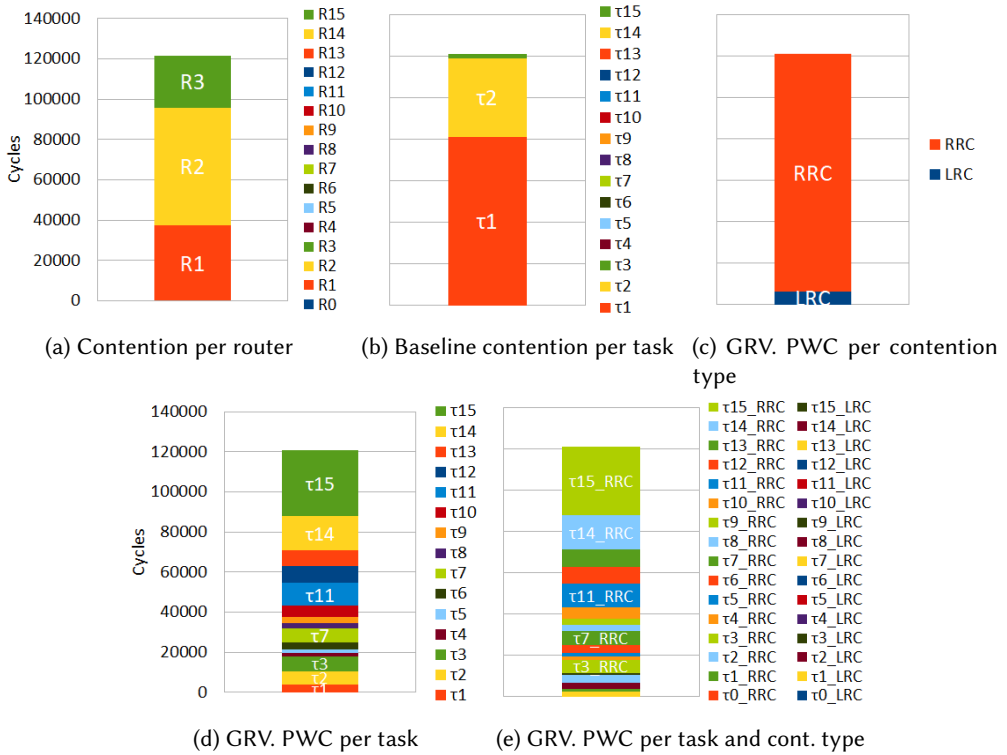 140000
120000
100000
80000
60000
40000
20000
0
Cycles
R3
R2
R1
R15
R14
R13
R12
R11
R10
R9
R8
R7
R6
R5
R4
R3
R2
R1
R0
(a) Contention per router
τ2
τ1
τ15
τ14
τ13
τ12
τ11
τ10
τ9
τ8
τ7
τ6
τ5
τ4
τ3
τ2
τ1
(b) Baseline contention per task
RRC
LRC
RRC
LRC
(c) GRV. PWC per contention
type
140000
120000
100000
80000
60000
40000
20000
0
Cycles
τ15
τ14
τ11
τ7
τ3
τ2
τ1
τ15
τ14
τ13
τ12
τ11
τ10
τ9
τ8
τ7
τ6
τ5
τ4
τ3
τ2
τ1
(d) GRV. PWC per task
τ15_RRC
τ14_RRC
τ11_RRC
τ7_RRC
τ3_RRC
τ15_RRC τ15_LRC
τ14_RRC τ14_LRC
τ13_RRC τ13_LRC
τ12_RRC τ12_LRC
τ11_RRC τ11_LRC
τ10_RRC τ10_LRC
τ9_RRC τ9_LRC
τ8_RRC τ8_LRC
τ7_RRC τ7_LRC
τ6_RRC τ6_LRC
τ5_RRC τ5_LRC
τ4_RRC τ4_LRC
τ3_RRC τ3_LRC
τ2_RRC τ2_LRC
τ1_RRC τ1_LRC
τ0_RRC τ0_LRC
(e) GRV. PWC per task and cont. type